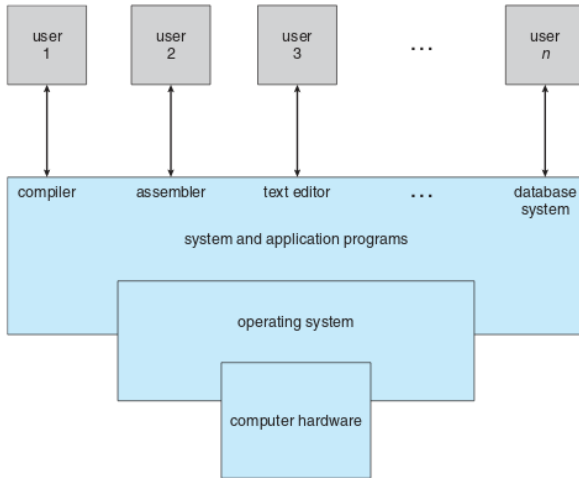 user
1
user
2
user
3
...
user
n
compiler
assembler
text editor
...
database
system
system and application programs
operating system
computer hardware